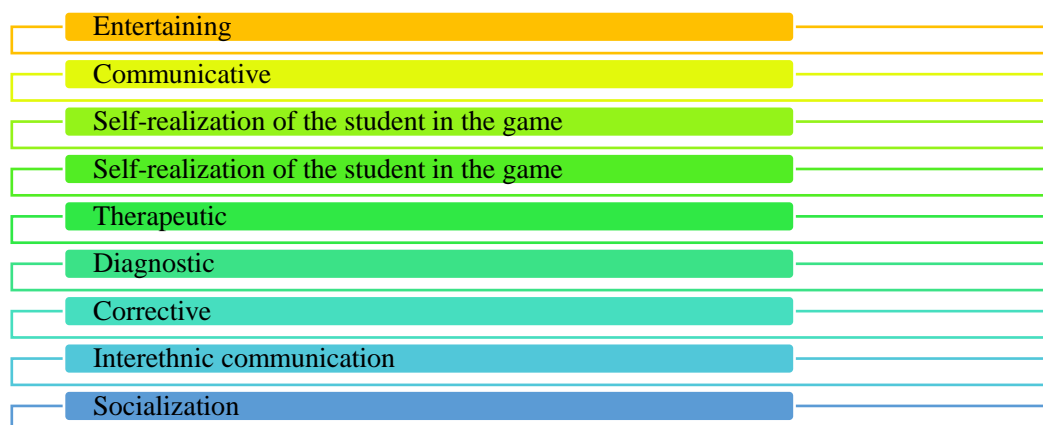 Entertaining
Communicative
Self-realization of the student in the game
Self-realization of the student in the game
Therapeutic
Diagnostic
Corrective
Interethnic communication
Socialization